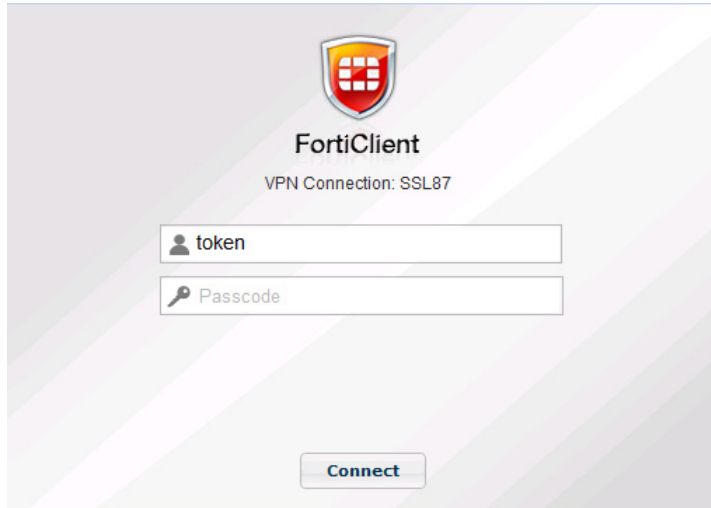 FortiClient
VPN Connection: SSL87
token
Passcode
Connect